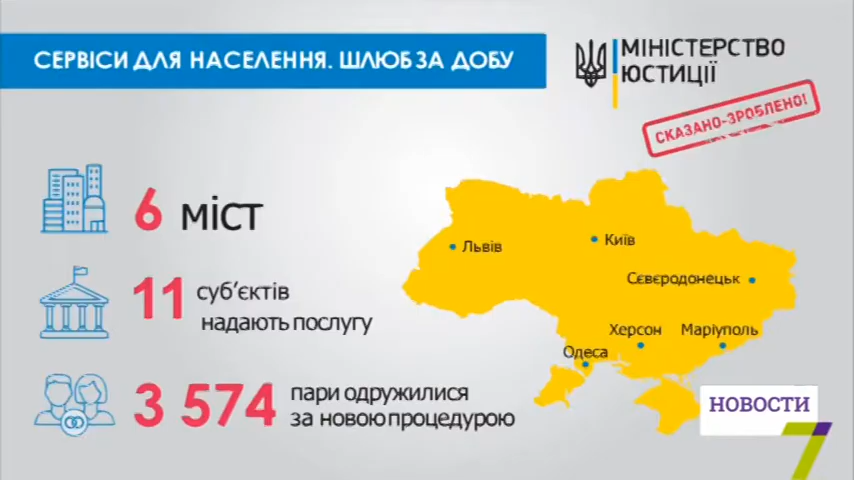 СЕРВІСИ ДЛЯ НАСЕЛЕННЯ. ШЛЮБ ЗА ДОБУ
МІНІСТЕРСТВО
ЮСТИЦІЇ
СКАЗАНО-ЗРОБЛЕНО!
6 міст
11 суб'єктів
надають послугу
3 574 пари одружилися
за новою процедурою
Львів
Київ
Сєвєродонецьк
Херсон
Маріуполь
Одеса
НОВОСТИ
7